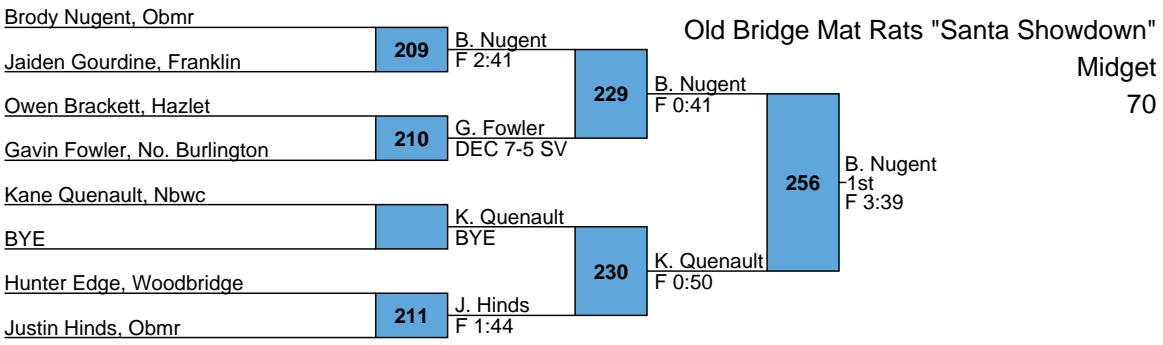 Old Bridge Mat Rats "Santa Showdown"
Midget
70
Brody Nugent, Obmr
Jaiden Gourdine, Franklin
Owen Brackett, Hazlet
Gavin Fowler, No. Burlington
Kane Quenault, Nbwc
BYE
Hunter Edge, Woodbridge
Justin Hinds, Obmr
209
210
211
B. Nugent
F 2:41
G. Fowler
DEC 7-5 SV
K. Quenault
BYE
J. Hinds
F 1:44
229
230
B. Nugent
F 0:41
K. Quenault
F 0:50
256
B. Nugent
1st
F 3:39